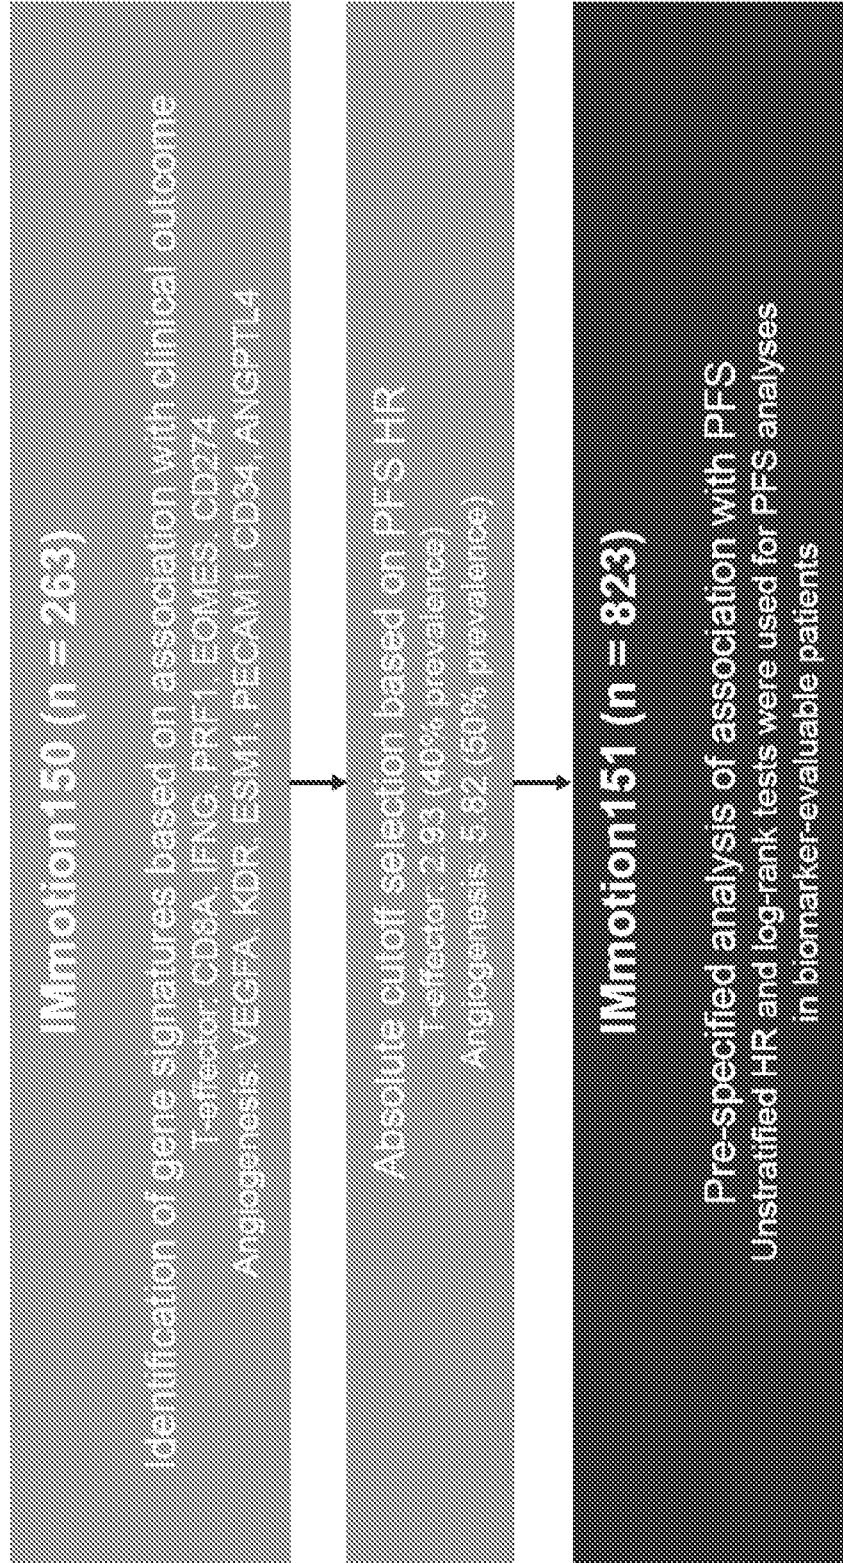 IMmotion150 (n = 263)
Identification of gene signatures based on association with clinical outcome
T-effector: CD8A, IFNG, PRF1, EOMES, CD274
Angiogenesis: VEGFA, KDR, ESM1, PECAM1, CD34, ANGPTL4
Absolute cutoff selection based on PFS HR
T-effector: 2.93 (40% prevalence)
Angiogenesis: 5.82 (50% prevalence)
IMmotion151 (n = 823)
Pre-specified analysis of association with PFS
Unstratified HR and log-rank tests were used for PFS analyses
in biomarker-evaluable patients